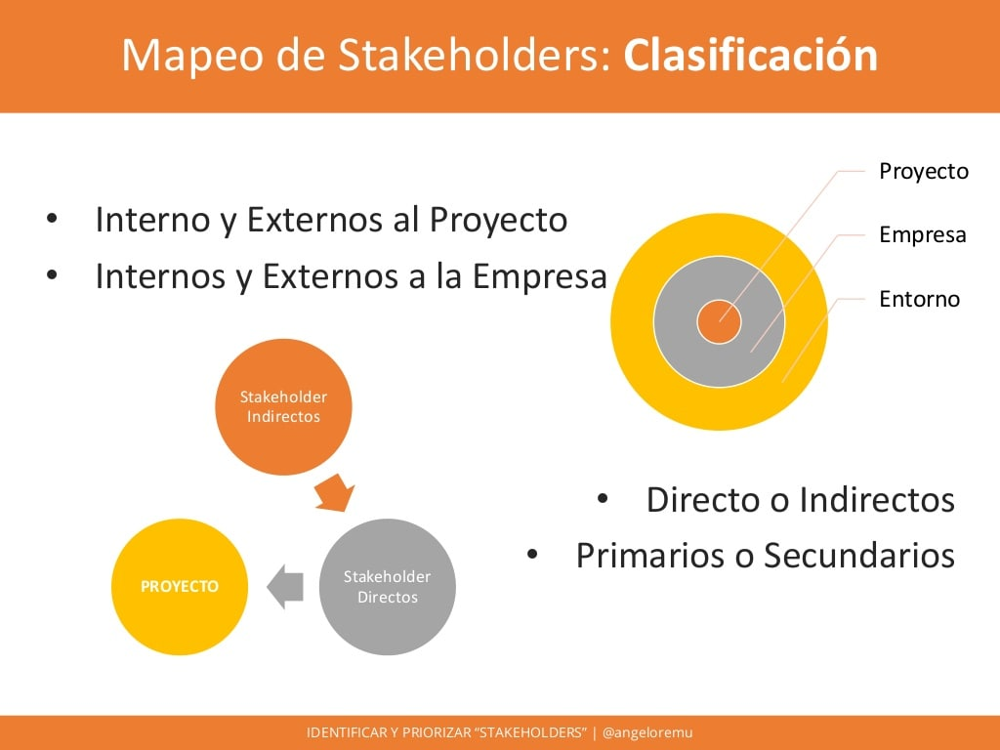 Mapeo de Stakeholders: Clasificación
• Interno y Externos al Proyecto
• Internos y Externos a la Empresa
Proyecto
Empresa
Entorno
Stakeholder
Indirectos
Stakeholder
Directos
PROYECTO
• Directo o Indirectos
• Primarios o Secundarios
IDENTIFICAR Y PRIORIZAR “STAKEHOLDERS” | @angeloremu